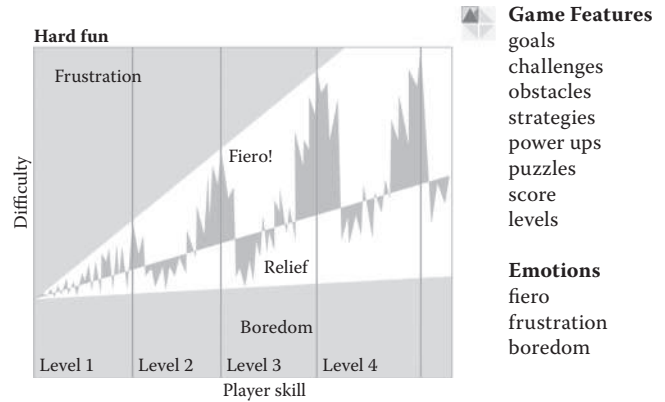 Hard fun
Frustration
Fiero!
Relief
Boredom
Level 1
Level 2
Level 3
Level 4
Difficulty
Player skill
Game Features
goals
challenges
obstacles
strategies
power ups
puzzles
score
levels
Emotions
fiero
frustration
boredom